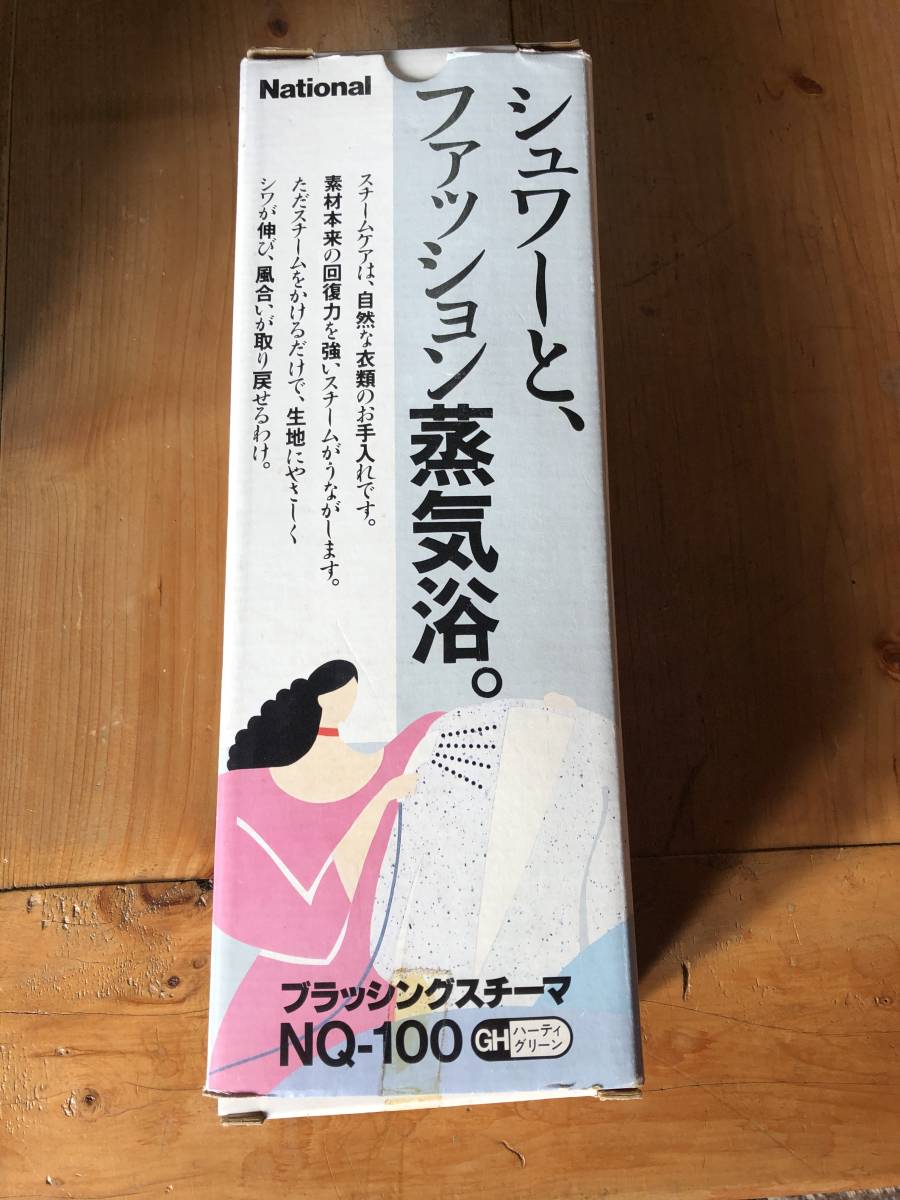 National
シュワーと、
ファッション蒸気浴。
スチームケアは、自然な衣類のお手入れです。
素材本来の回復力を強いスチームがうながします。
ただスチームをかけるだけで、生地にやさしく
シワが伸び、風合いが取り戻せるわけ。
ブラッシングスチーマ
NQ-100 GH ハーティ
グリーン